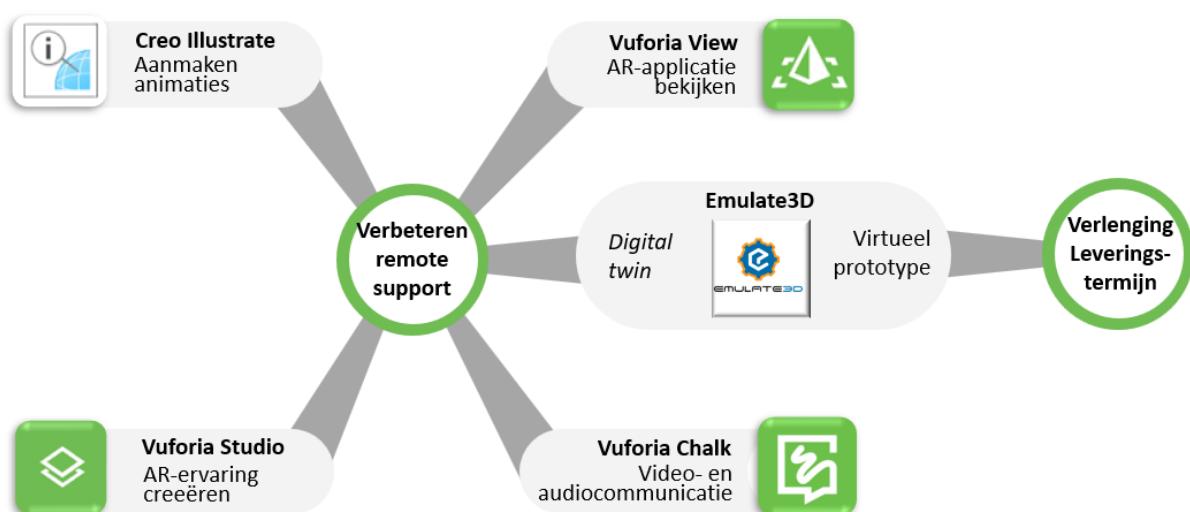 Creo Illustrate
Aanmaken
animaties
Vuforia View
AR-applicatie
bekijken
Verbeteren
remote
support
Emulate3D
Digital
twin
EMULATE3D
Virtueel
prototype
Verlenging
Leverings-
termijn
Vuforia Studio
AR-ervaring
creeëren
Vuforia Chalk
Video- en
audiocommunicatie